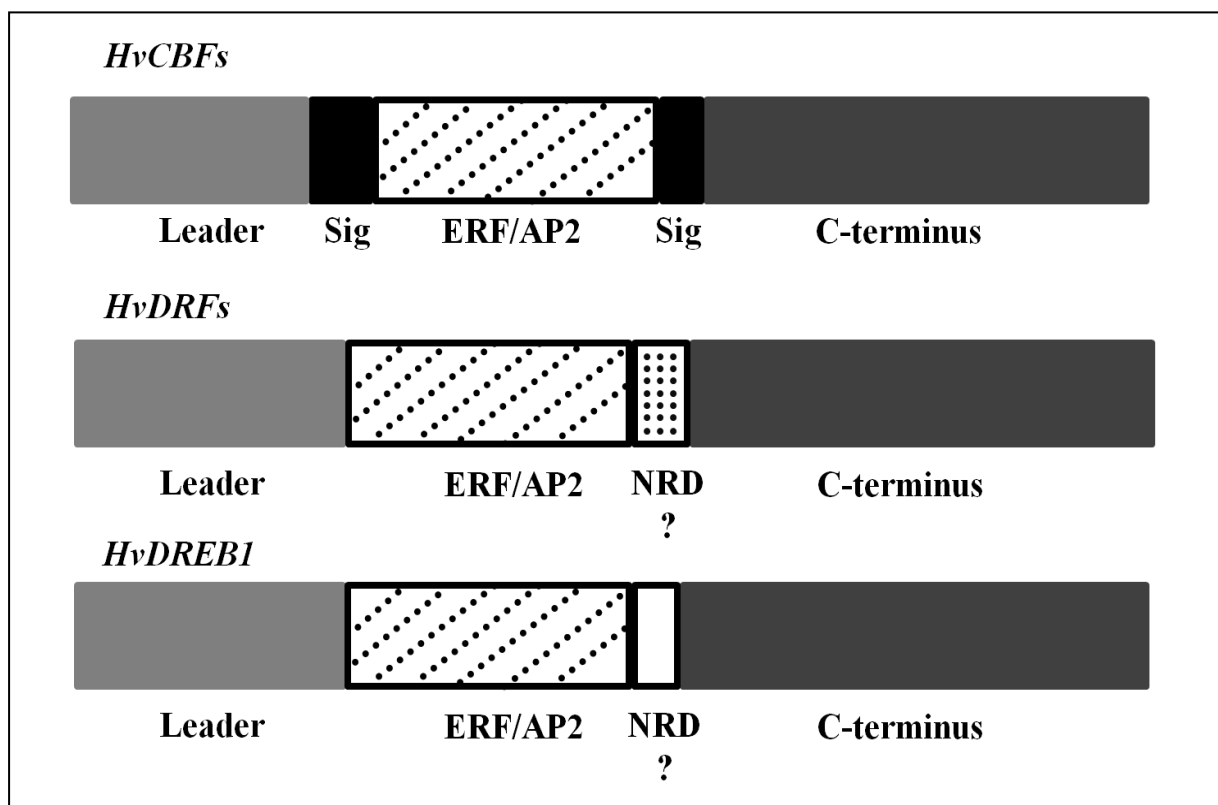 HvCBFs
Leader Sig ERF/AP2 Sig C-terminus
HvDRFs
Leader ERF/AP2 NRD C-terminus
?
HvDREB1
Leader ERF/AP2 NRD C-terminus
?